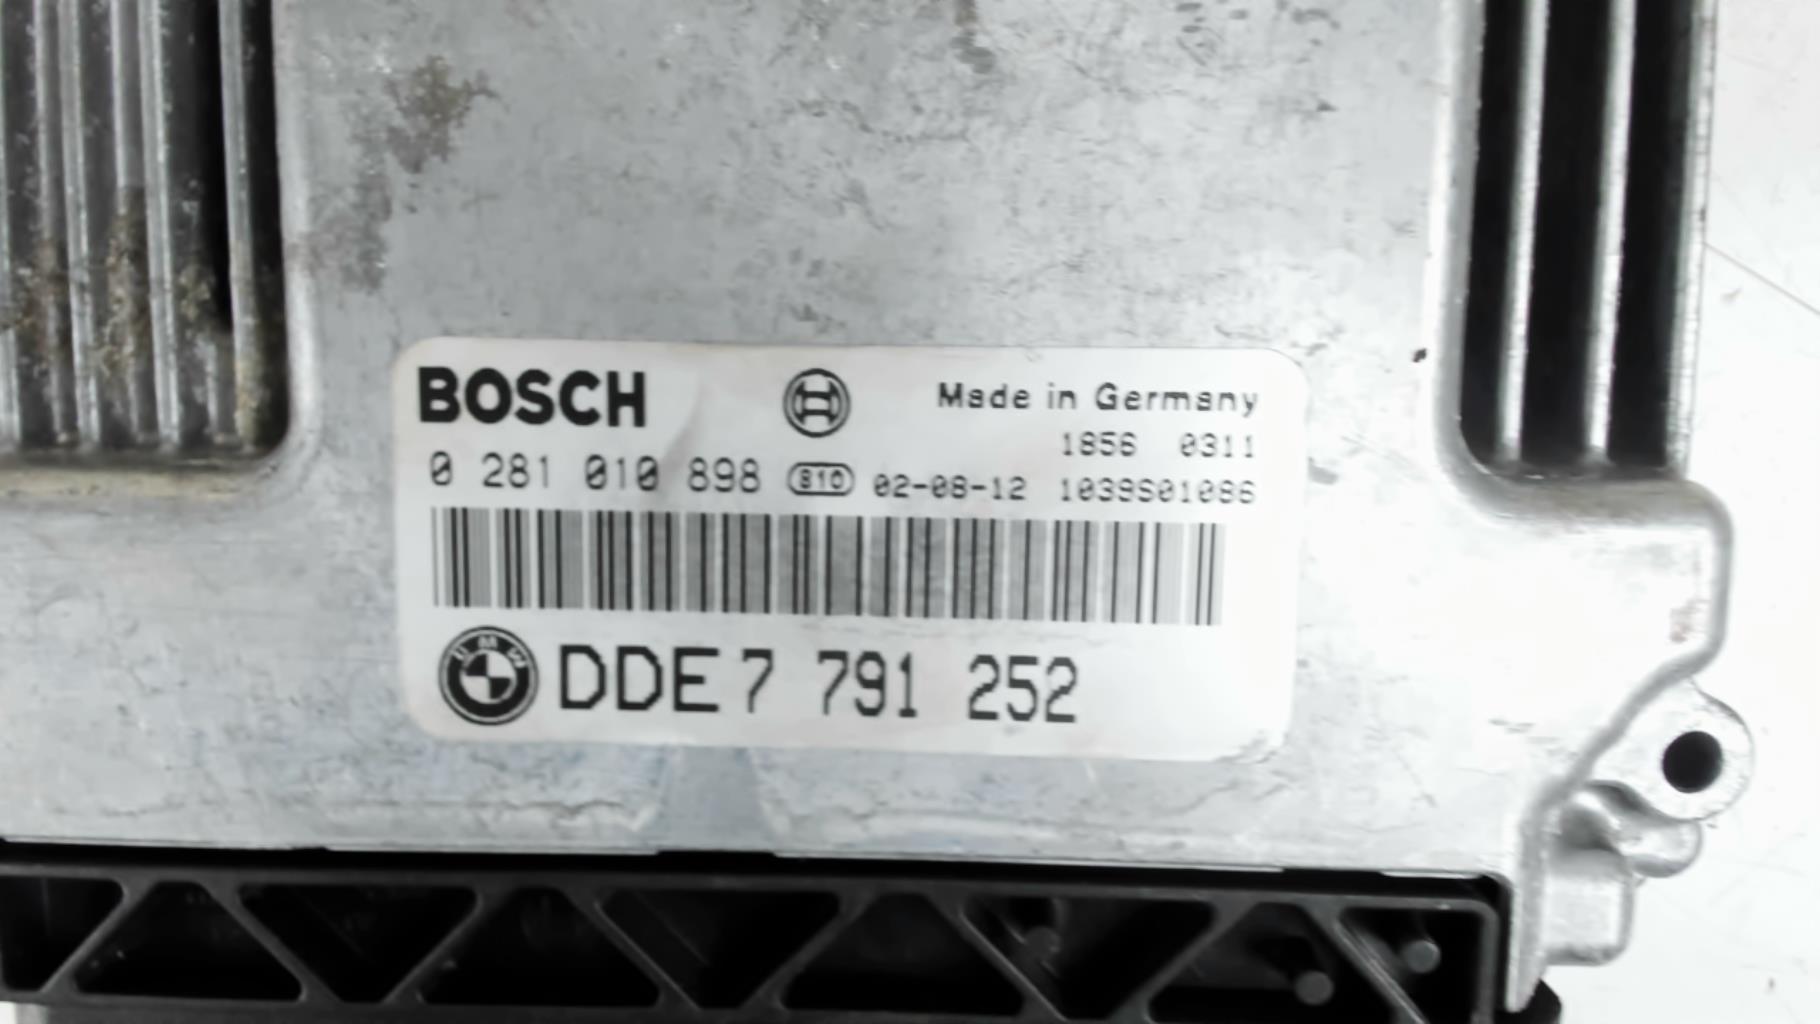 BOSCH
Made in Germany
1856 0311
0 281 010 898 810 02-08-12 1039S01086
BMW
DDE 7 791 252